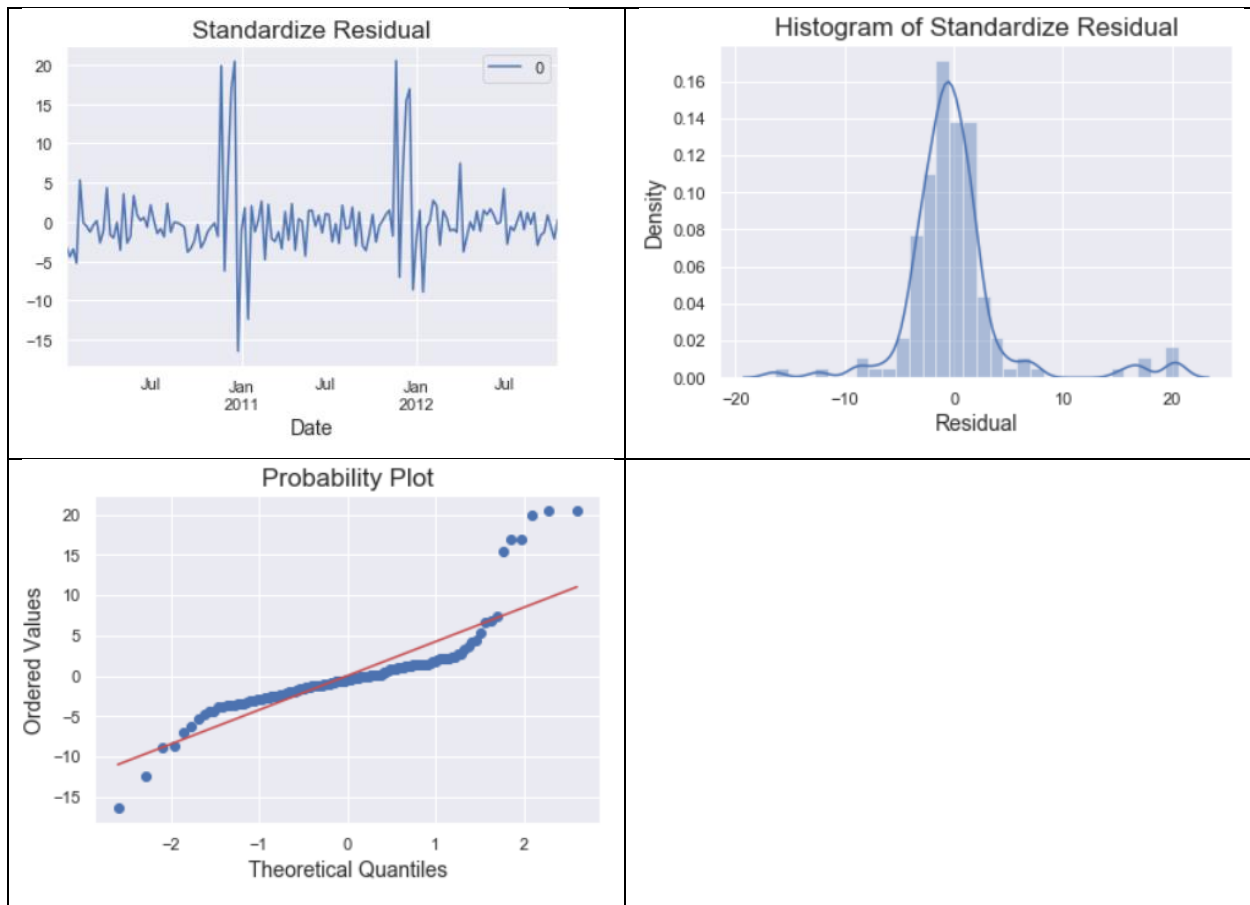 Standardize Residual
0
20
15
10
5
0
−5
−10
−15
Jul
Jan
2011
Jul
Jan
2012
Jul
Date
Histogram of Standardize Residual
Density
0.16
0.14
0.12
0.10
0.08
0.06
0.04
0.02
0.00
−20
−10
0
10
20
Residual
Probability Plot
Ordered Values
20
15
10
5
0
−5
−10
−15
−2
−1
0
1
2
Theoretical Quantiles